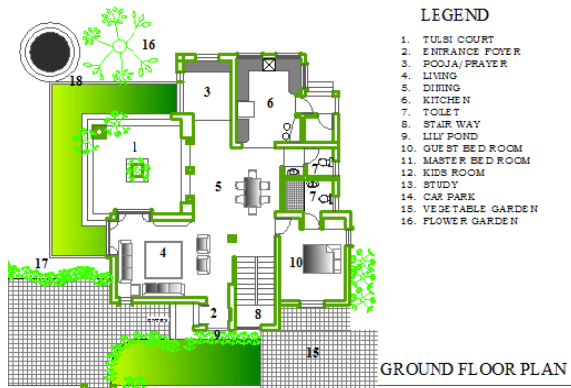 LEGEND
1. TULSI COURT
2. ENTRANCE FOYER
3. POOJA/PRAYER
4. LIVING
5. DINING
6. KITCHEN
7. TOILET
8. STAIR WAY
9. LILY POND
10. GUEST BED ROOM
11. MASTER BED ROOM
12. KIDS ROOM
13. STUDY
14. CAR PARK
15. VEGETABLE GARDEN
16. FLOWER GARDEN
16
18
3
6
1
7
5
7
4
10
17
2
8
ENTRY
9
15
GROUND FLOOR PLAN